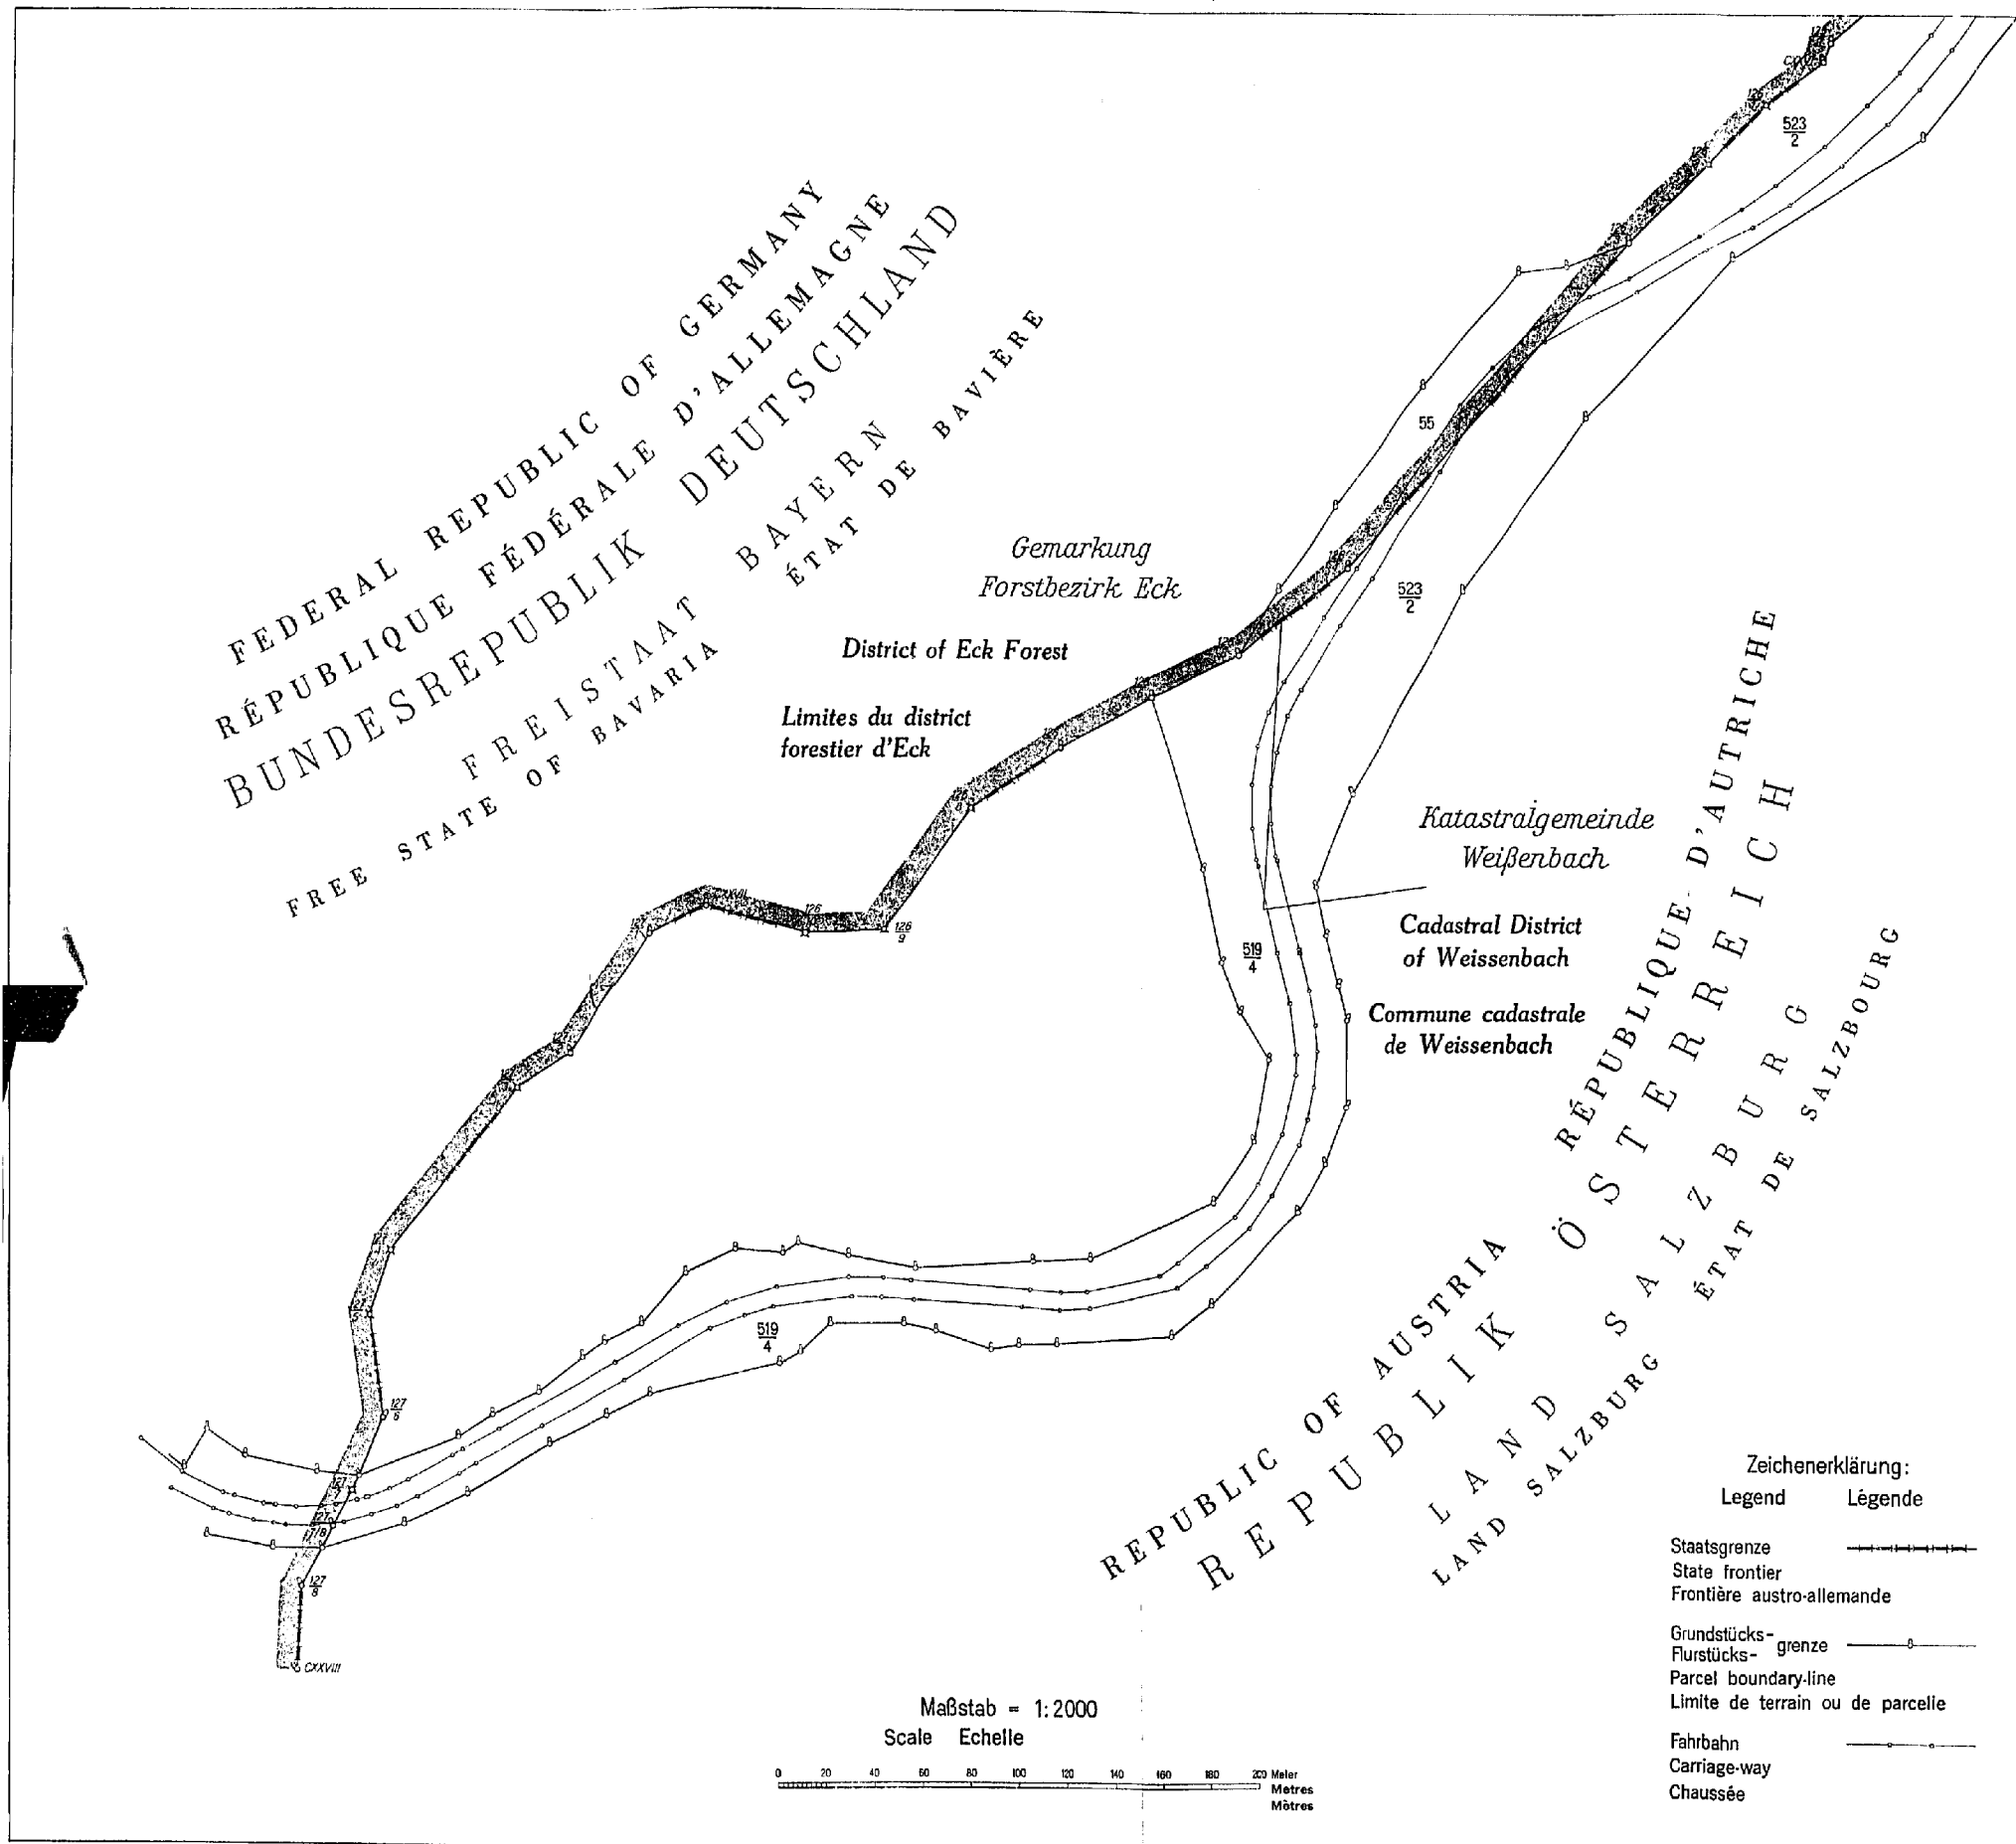 FEDERAL REPUBLIC OF GERMANY
RÉPUBLIQUE FÉDÉRALE D'ALLEMAGNE
BUNDESREPUBLIK DEUTSCHLAND
FREISTAAT BAYERN
FREE STATE OF BAVARIA
ÉTAT DE BAVIÈRE
523
2
55
Gemarkung
Forstbezirk Eck
District of Eck Forest
Limites du district
forestier d'Eck
523
2
Katastralgemeinde
Weißenbach
Cadastral District
of Weissenbach
Commune cadastrale
de Weissenbach
126
126
9
519
4
519
4
127
6
127
7
127
8
CXXVIII
REPUBLIC OF AUSTRIA
RÉPUBLIQUE D'AUTRICHE
REPUBLIK ÖSTERREICH
LAND SALZBURG
LAND SALZBURG
ÉTAT DE SALZBOURG
Maßstab = 1:2000
Scale Echelle
0 20 40 60 80 100 120 140 160 180 200 Meter
Metres
Mètres
Zeichenerklärung:
Legend Légende
Staatsgrenze
State frontier
Frontière austro-allemande
Grundstücks-
Flurstücks- grenze
Parcel boundary-line
Limite de terrain ou de parcelle
Fahrbahn
Carriage-way
Chaussée